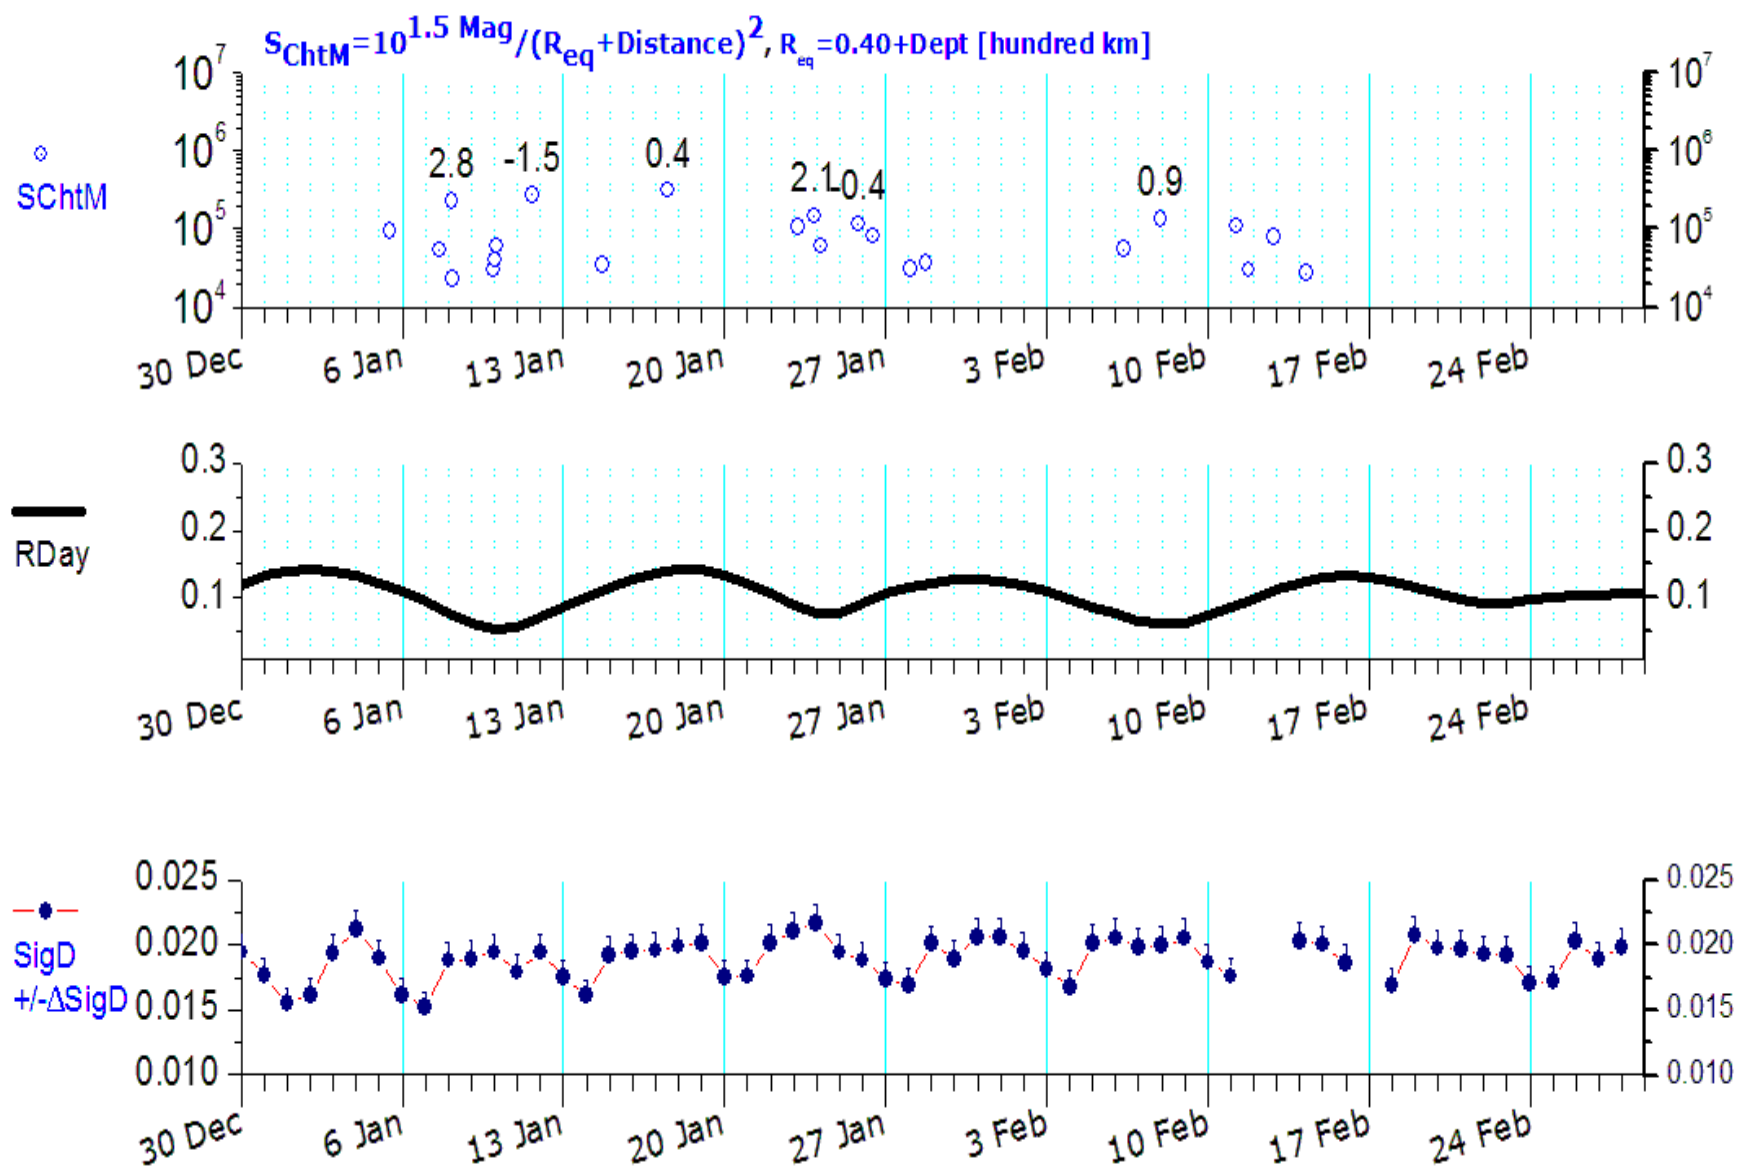 S_ChtM=10^1.5 Mag/(R_eq+Distance)^2, R_eq=0.40+Dept [hundred km]
10^7 10^7
10^6 10^6
10^5 10^5
10^4 10^4
SChtM
2.8 -1.5 0.4 2.1 -0.4 0.9
30 Dec 6 Jan 13 Jan 20 Jan 27 Jan 3 Feb 10 Feb 17 Feb 24 Feb
0.3 0.3
0.2 0.2
RDay
0.1 0.1
30 Dec 6 Jan 13 Jan 20 Jan 27 Jan 3 Feb 10 Feb 17 Feb 24 Feb
0.025 0.025
0.020 0.020
SigD
+/-ΔSigD
0.015 0.015
0.010 0.010
30 Dec 6 Jan 13 Jan 20 Jan 27 Jan 3 Feb 10 Feb 17 Feb 24 Feb